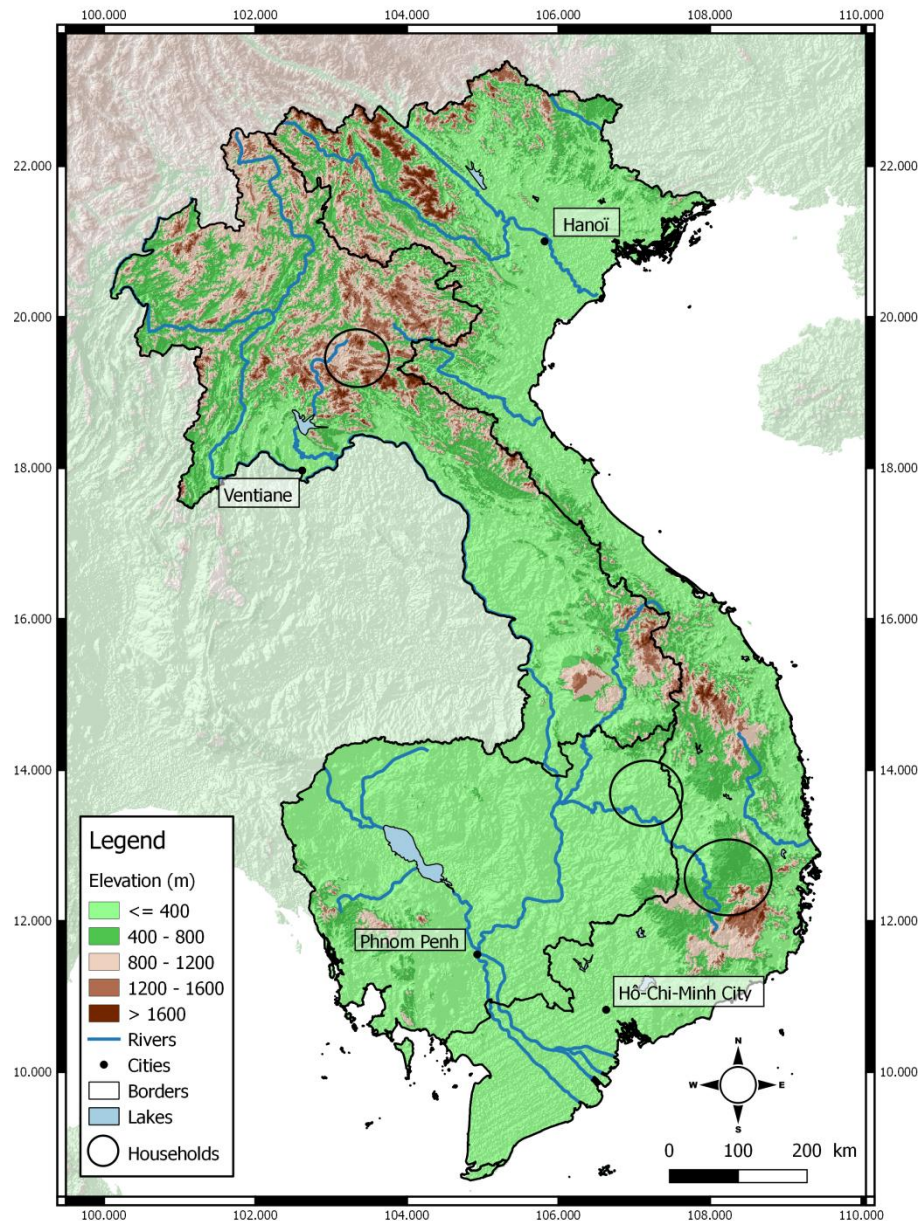 100.000 102.000 104.000 106.000 108.000 110.000
22.000 22.000
Hanoï
20.000 20.000
18.000 18.000
Ventiane
16.000 16.000
14.000 14.000
Legend
Elevation (m)
<= 400
400 - 800
800 - 1200
1200 - 1600
> 1600
Rivers
Cities
Borders
Lakes
Households
12.000
Phnom Penh
Hô-Chi-Minh City
10.000
N
W E
S
0 100 200 km
12.000
10.000
100.000 102.000 104.000 106.000 108.000 110.000